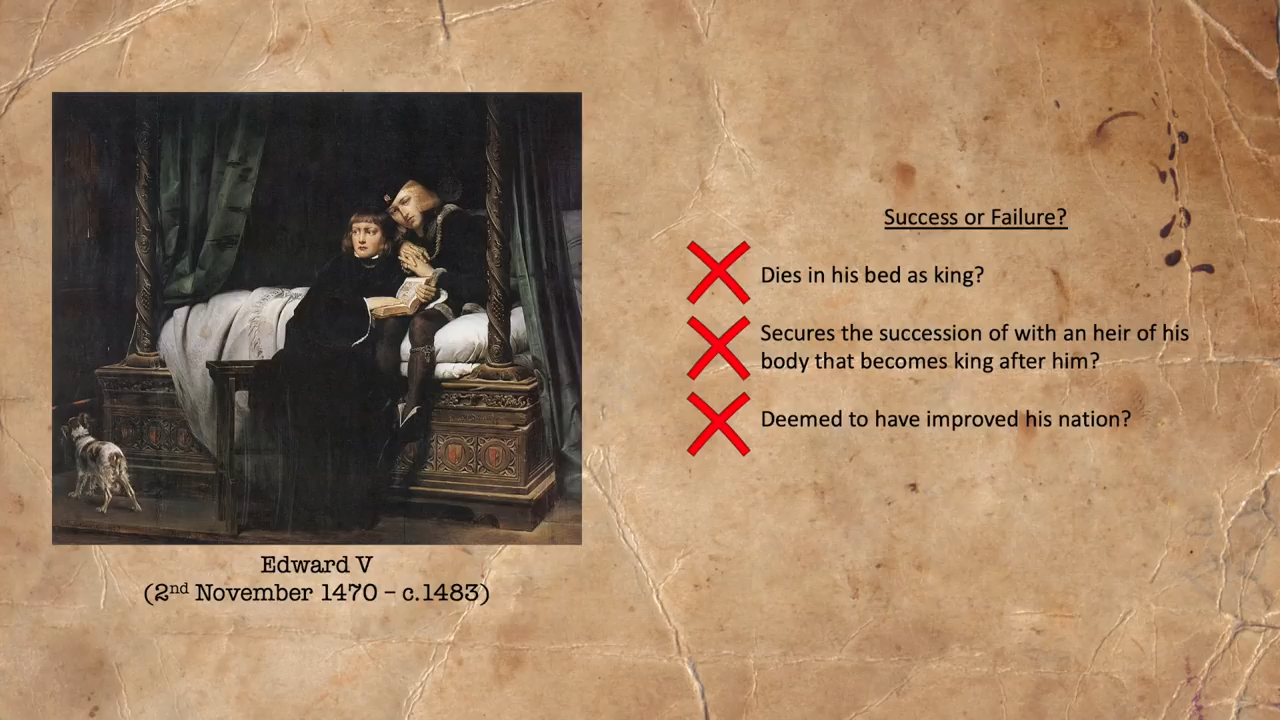 Success or Failure?
Dies in his bed as king?
Secures the succession of with an heir of his
body that becomes king after him?
Deemed to have improved his nation?
Edward V
(2nd November 1470 – c.1483)